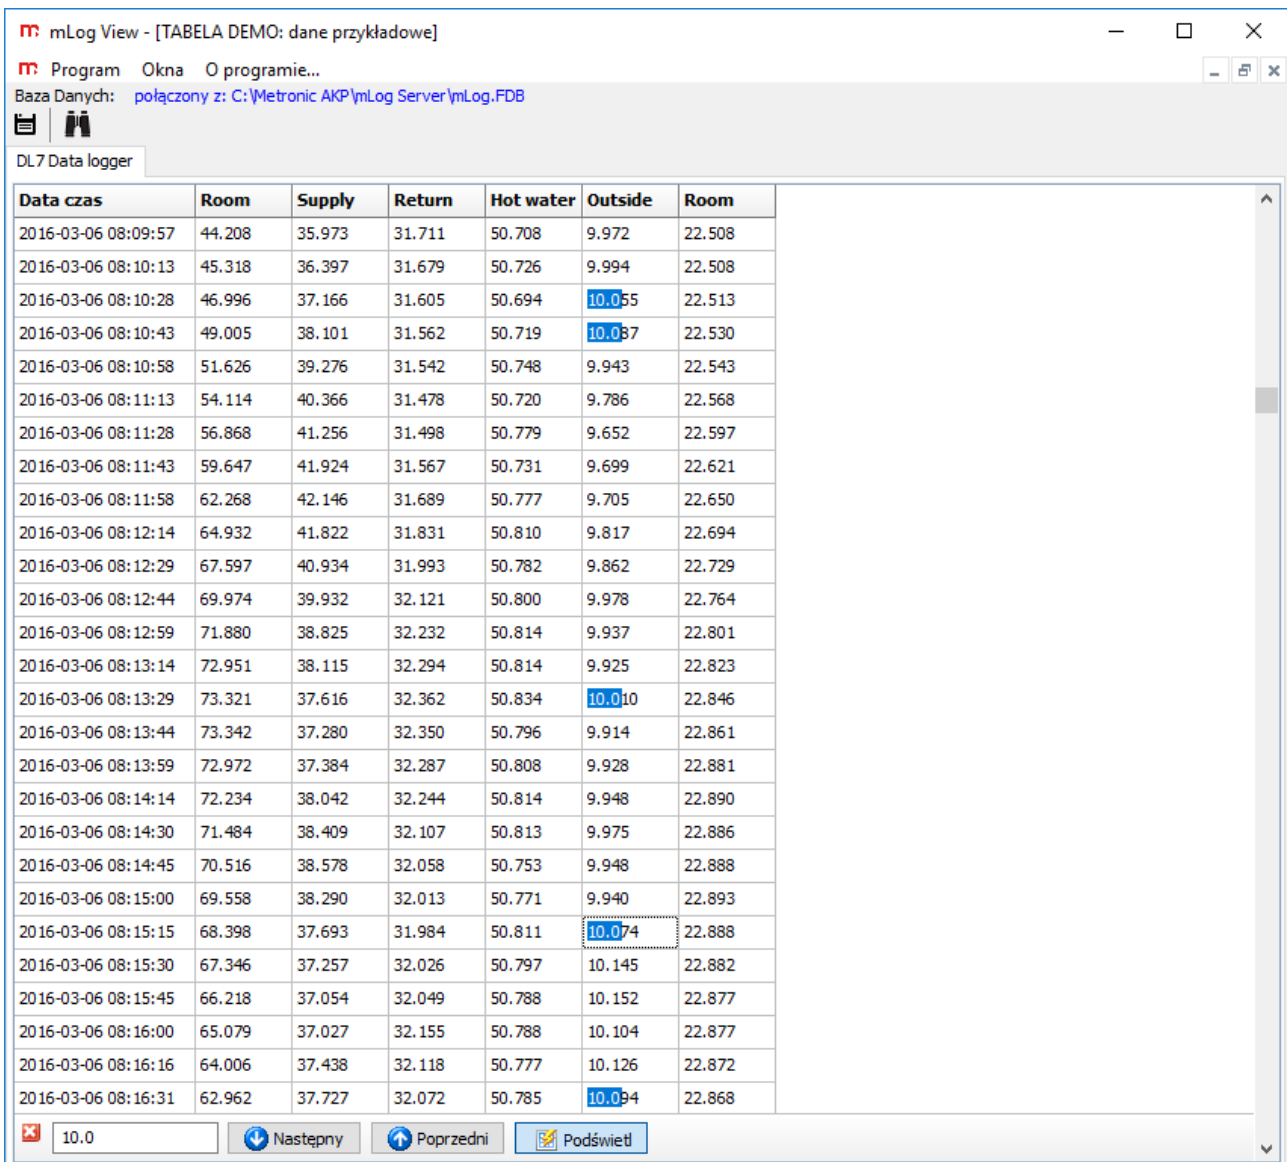 mLog View - [TABELA DEMO: dane przykładowe]
Program Okna O programie...
Baza Danych: połączony z: C:\Metronic AKP\mLog Server\mLog.FDB
DL7 Data logger
Data czas Room Supply Return Hot water Outside Room
2016-03-06 08:09:57 44.208 35.973 31.711 50.708 9.972 22.508
2016-03-06 08:10:13 45.318 36.397 31.679 50.726 9.994 22.508
2016-03-06 08:10:28 46.996 37.166 31.605 50.694 10.055 22.513
2016-03-06 08:10:43 49.005 38.101 31.562 50.719 10.087 22.530
2016-03-06 08:10:58 51.626 39.276 31.542 50.748 9.943 22.543
2016-03-06 08:11:13 54.114 40.366 31.478 50.720 9.786 22.568
2016-03-06 08:11:28 56.868 41.256 31.498 50.779 9.652 22.597
2016-03-06 08:11:43 59.647 41.924 31.567 50.731 9.699 22.621
2016-03-06 08:11:58 62.268 42.146 31.689 50.777 9.705 22.650
2016-03-06 08:12:14 64.932 41.822 31.831 50.810 9.817 22.694
2016-03-06 08:12:29 67.597 40.934 31.993 50.782 9.862 22.729
2016-03-06 08:12:44 69.974 39.932 32.121 50.800 9.978 22.764
2016-03-06 08:12:59 71.880 38.825 32.232 50.814 9.937 22.801
2016-03-06 08:13:14 72.951 38.115 32.294 50.814 9.925 22.823
2016-03-06 08:13:29 73.321 37.616 32.362 50.834 10.010 22.846
2016-03-06 08:13:44 73.342 37.280 32.350 50.796 9.914 22.861
2016-03-06 08:13:59 72.972 37.384 32.287 50.808 9.928 22.881
2016-03-06 08:14:14 72.234 38.042 32.244 50.814 9.948 22.890
2016-03-06 08:14:30 71.484 38.409 32.107 50.813 9.975 22.886
2016-03-06 08:14:45 70.516 38.578 32.058 50.753 9.948 22.888
2016-03-06 08:15:00 69.558 38.290 32.013 50.771 9.940 22.893
2016-03-06 08:15:15 68.398 37.693 31.984 50.811 10.074 22.888
2016-03-06 08:15:30 67.346 37.257 32.026 50.797 10.145 22.882
2016-03-06 08:15:45 66.218 37.054 32.049 50.788 10.152 22.877
2016-03-06 08:16:00 65.079 37.027 32.155 50.788 10.104 22.877
2016-03-06 08:16:16 64.006 37.438 32.118 50.777 10.126 22.872
2016-03-06 08:16:31 62.962 37.727 32.072 50.785 10.094 22.868
10.0 Następny Poprzedni Podświetl